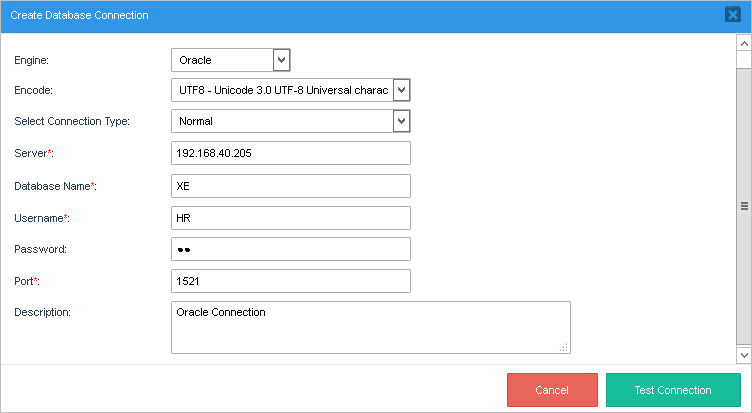 Create Database Connection
Engine: Oracle
Encode: UTF8 - Unicode 3.0 UTF-8 Universal charac
Select Connection Type: Normal
Server*: 192.168.40.205
Database Name*: XE
Username*: HR
Password: ●●
Port*: 1521
Description: Oracle Connection
Cancel Test Connection